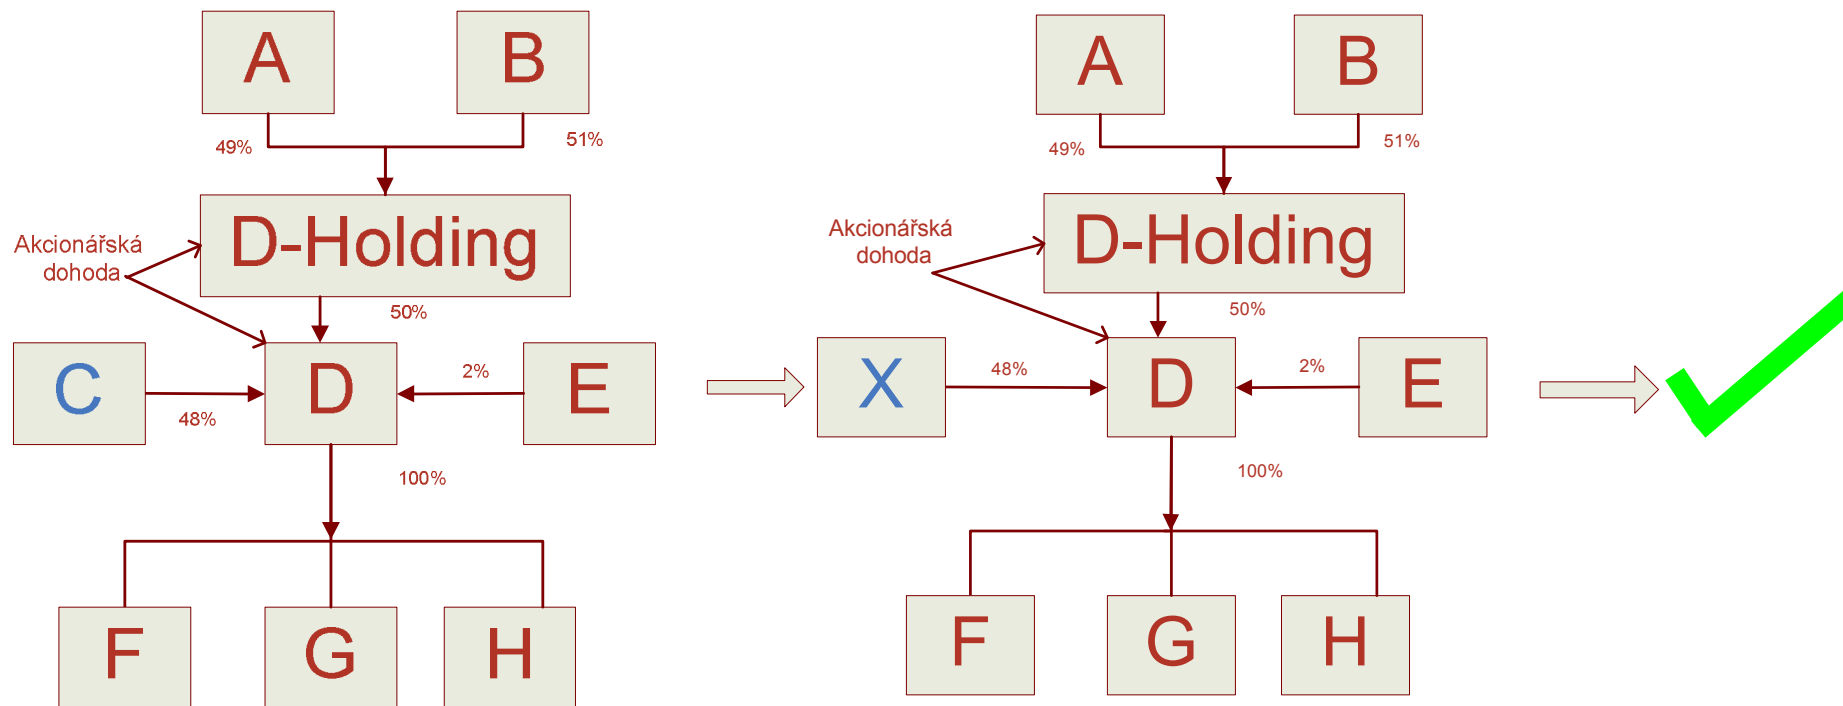 A
B
49%
51%
D-Holding
Akcionářská
dohoda
50%
C
D
E
48%
2%
100%
F
G
H
A
B
49%
51%
D-Holding
Akcionářská
dohoda
50%
X
D
E
48%
2%
100%
F
G
H